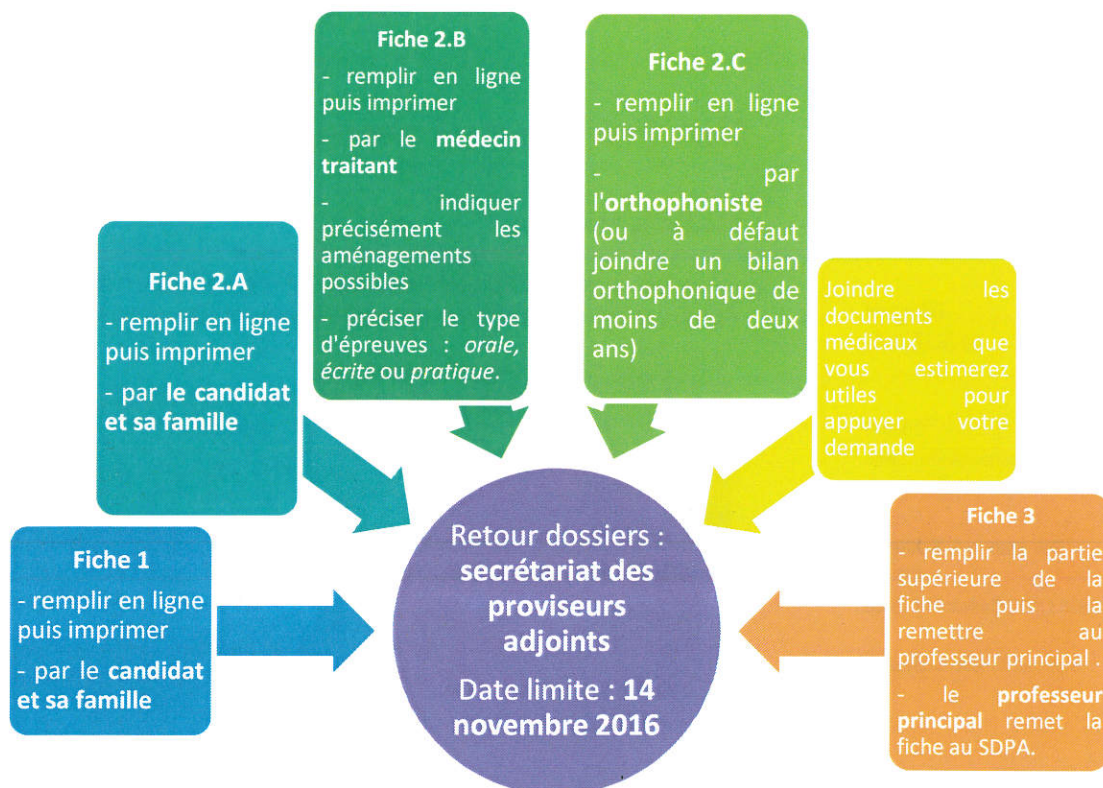 Fiche 1
- remplir en ligne
puis imprimer
- par le candidat
et sa famille
Fiche 2.A
- remplir en ligne
puis imprimer
- par le candidat
et sa famille
Fiche 2.B
- remplir en ligne
puis imprimer
- par le médecin
traitant
- indiquer
précisément les
aménagements
possibles
- préciser le type
d'épreuves : orale,
écrite ou pratique.
Fiche 2.C
- remplir en ligne
puis imprimer
- par
l'orthophoniste
(ou à défaut
joindre un bilan
orthophonique de
moins de deux
ans)
Joindre les
documents
médicaux que
vous estimerez
utiles pour
appuyer votre
demande
Fiche 3
- remplir la partie
supérieure de la
fiche puis la
remettre au
professeur principal .
- le professeur
principal remet la
fiche au SDPA.
Retour dossiers :
secrétariat des
proviseurs
adjoints
Date limite : 14
novembre 2016